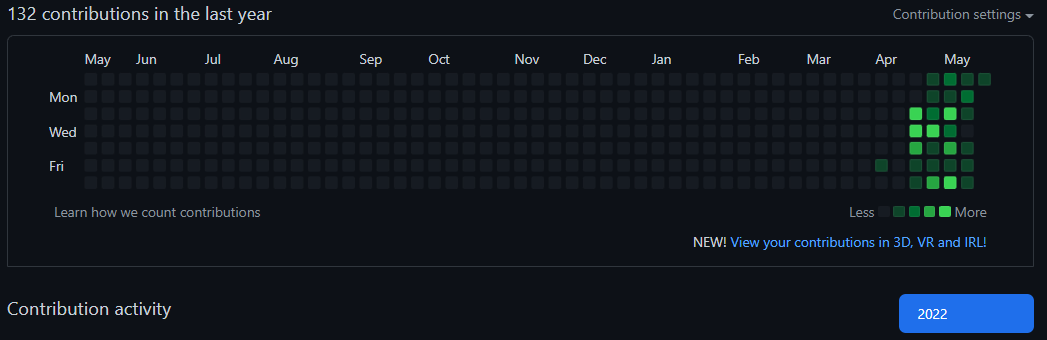 132 contributions in the last year
Contribution settings
May Jun Jul Aug Sep Oct Nov Dec Jan Feb Mar Apr May
Mon
Wed
Fri
Learn how we count contributions
Less More
NEW! View your contributions in 3D, VR and IRL!
Contribution activity
2022